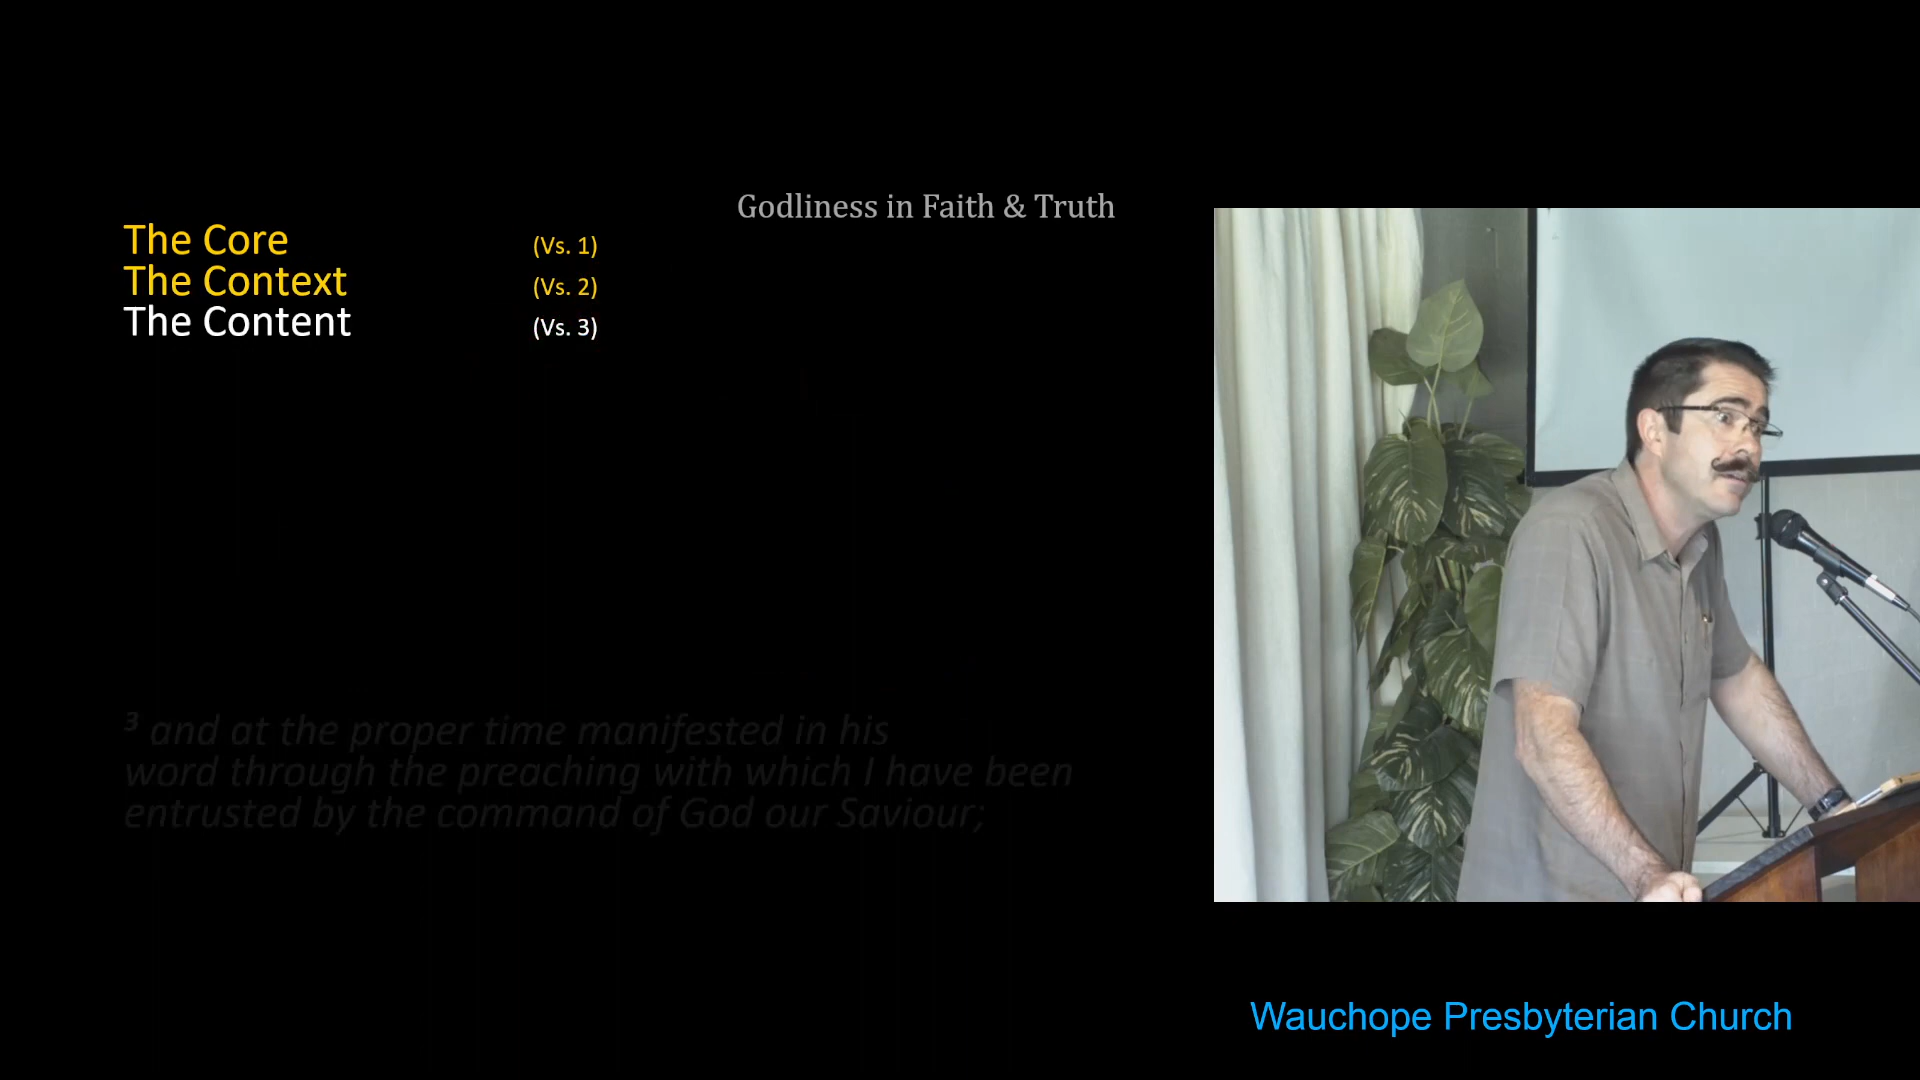 Godliness in Faith & Truth
The Core (Vs. 1)
The Context (Vs. 2)
The Content (Vs. 3)
3 and at the proper time manifested in his
word through the preaching with which I have been
entrusted by the command of God our Saviour;
Wauchope Presbyterian Church